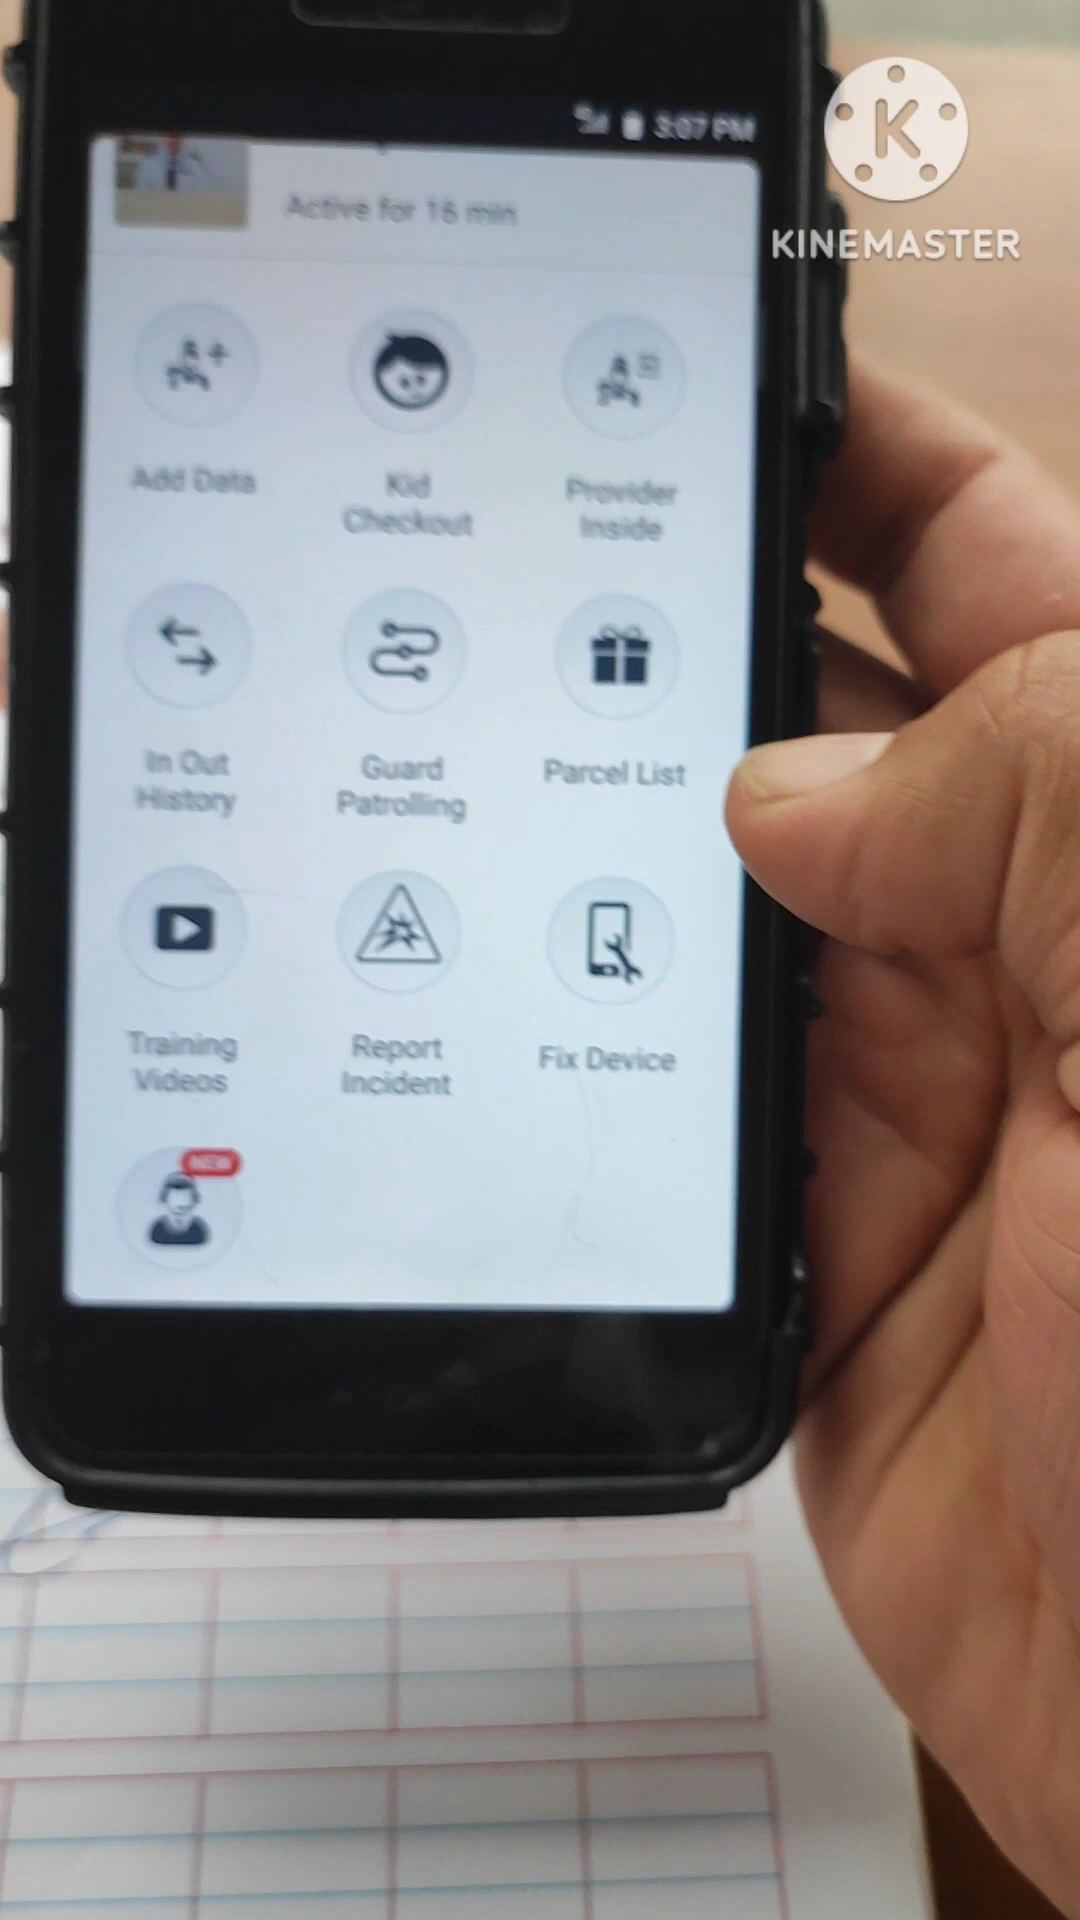 3:07 PM
K
KINEMASTER
Active for 16 min
Add Data
Kid
Checkout
Provider
Inside
In Out
History
Guard
Patrolling
Parcel List
Training
Videos
Report
Incident
Fix Device
NEW